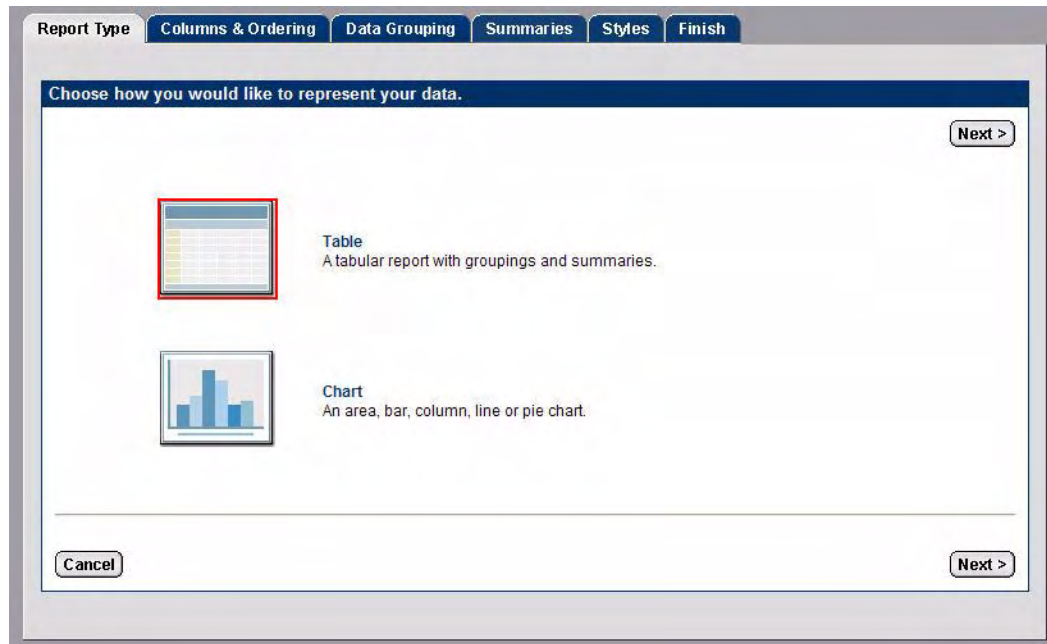 Report Type Columns & Ordering Data Grouping Summaries Styles Finish
Choose how you would like to represent your data.
Next >
Table
A tabular report with groupings and summaries.
Chart
An area, bar, column, line or pie chart.
Cancel Next >